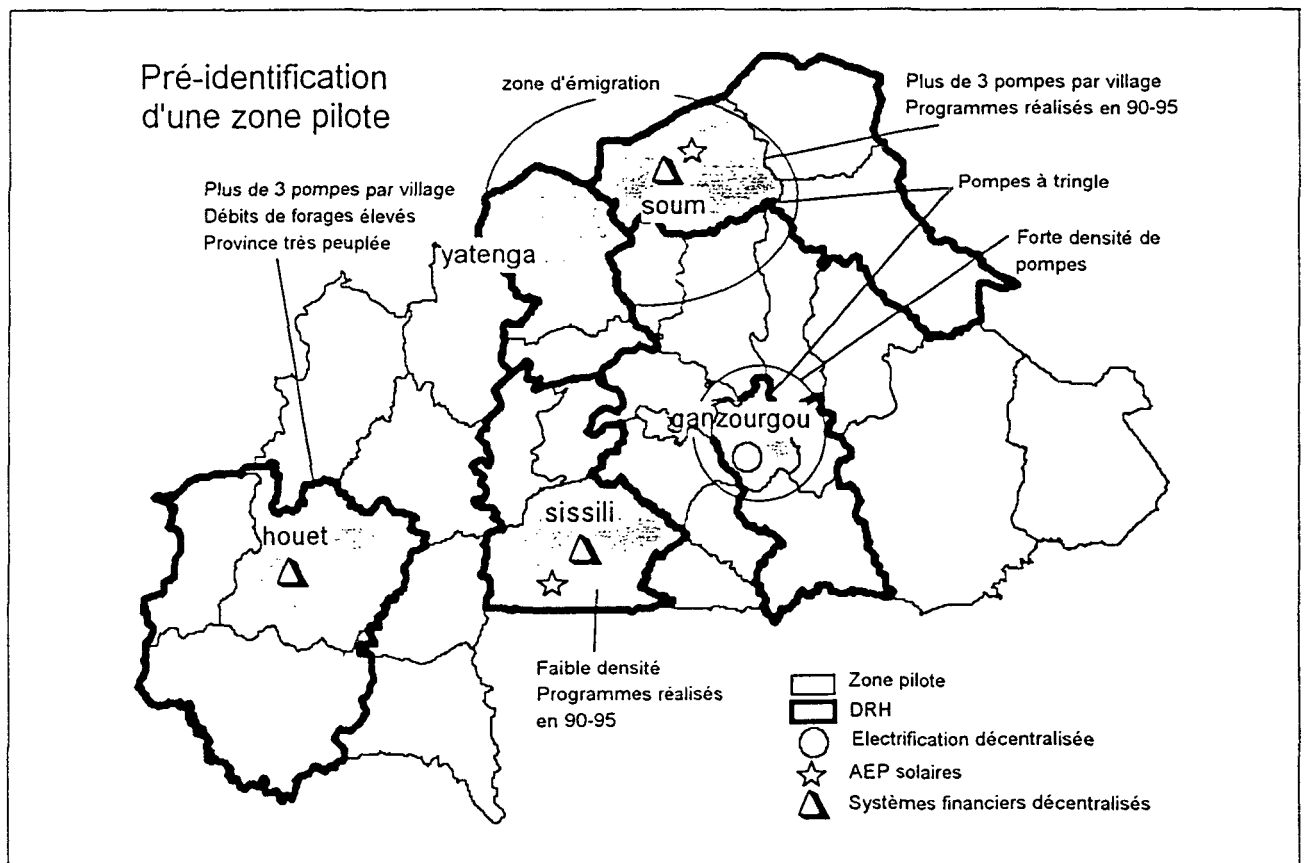 Pré-identification
d'une zone pilote
zone d'émigration
Plus de 3 pompes par village
Programmes réalisés en 90-95
Plus de 3 pompes par village
Débits de forages élevés
Province très peuplée
Pompes à tringle
Forte densité de
pompes
soum
yatenga
ganzourgou
sissili
houet
Faible densité
Programmes réalisés
en 90-95
Zone pilote
DRH
Electrification décentralisée
AEP solaires
Systèmes financiers décentralisés